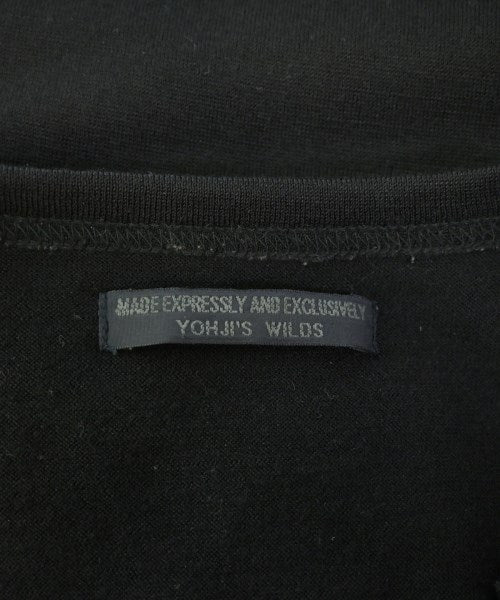 MADE EXPRESSLY AND EXCLUSIVELY
YOHJI'S WILDS